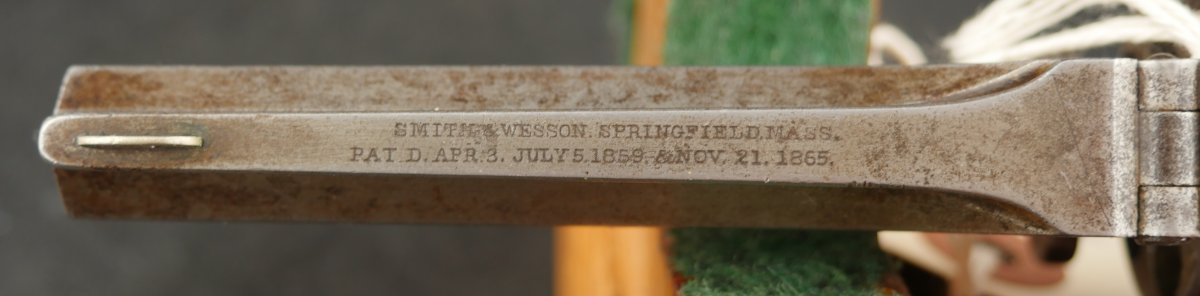 SMITH & WESSON. SPRINGFIELD. MASS.
PAT D. APR. 3. JULY 5. 1859. & NOV. 21. 1865.